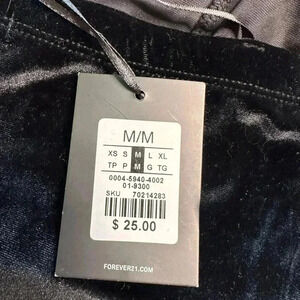 M/M
XS S M L XL
TP P M G TG
0004-5940-4002
01-9300
SKU 70214283
$ 25.00
FOREVER21.COM